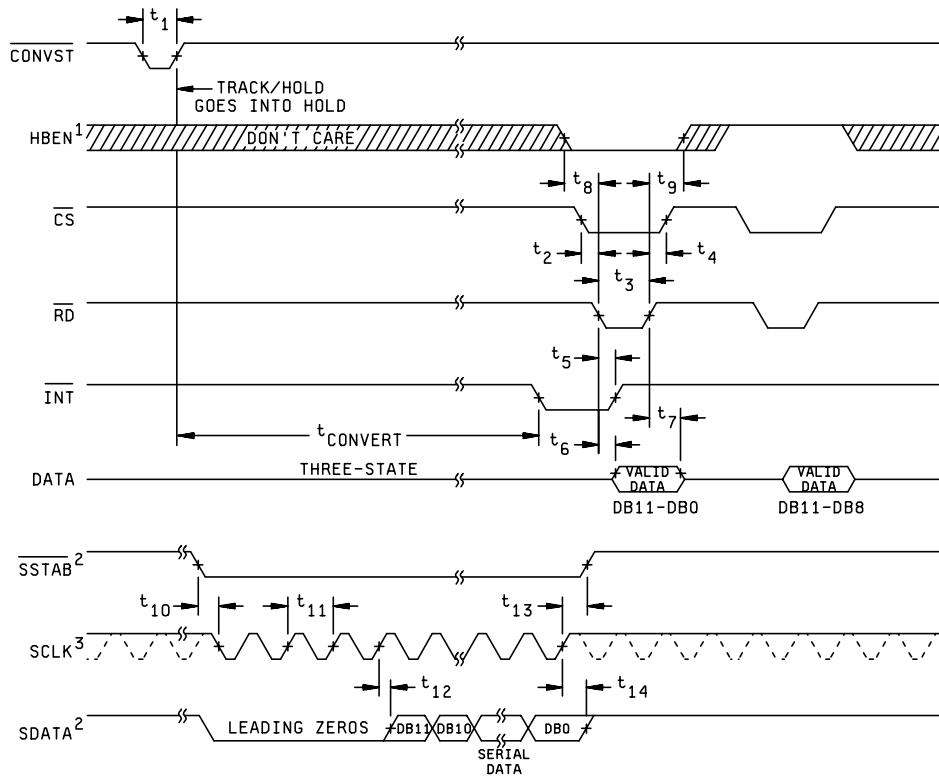 t1
CONVST
TRACK/HOLD
GOES INTO HOLD
HBEN1
DON'T CARE
t8
t9
CS
t2
t4
t3
RD
t5
INT
t7
tCONVERT
t6
THREE-STATE
DATA
VALID
DATA
VALID
DATA
DB11-DB0
DB11-DB8
SSTAB2
t10
t11
t13
SCLK3
t12
t14
SDATA2
LEADING ZEROS
DB11
DB10
DB0
SERIAL
DATA